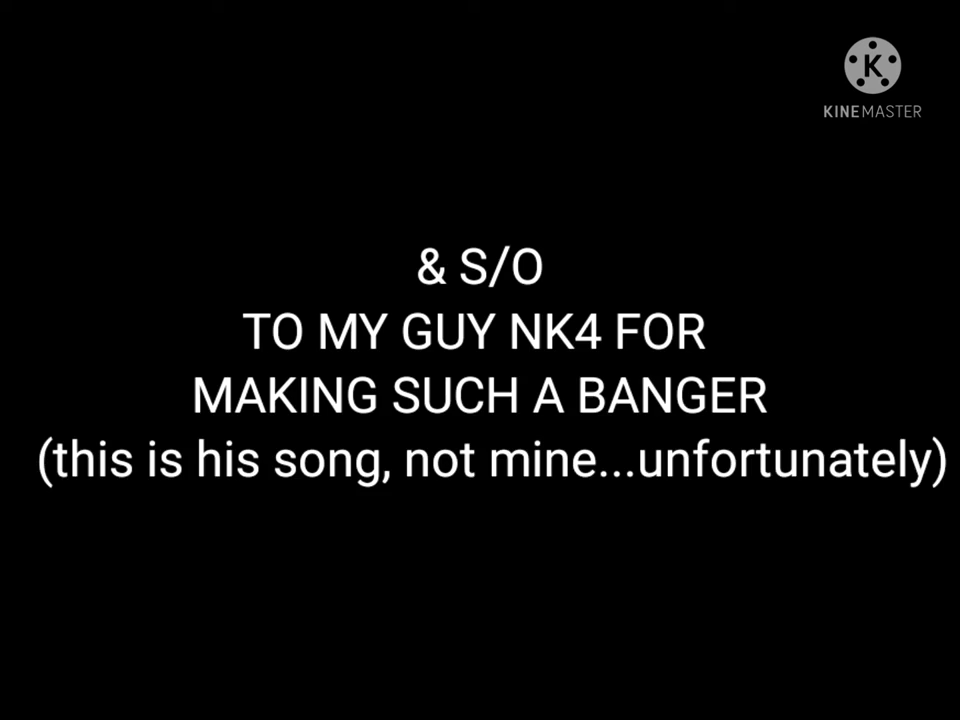 K
KINEMASTER
& S/O
TO MY GUY NK4 FOR
MAKING SUCH A BANGER
(this is his song, not mine...unfortunately)